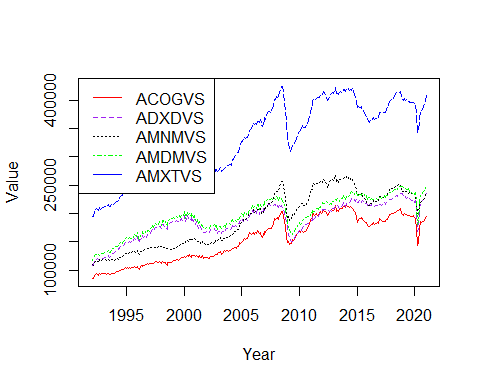 400000
250000
100000
Value
ACOGVS
ADXDVS
AMNMVS
AMDMVS
AMXTVS
1995 2000 2005 2010 2015 2020
Year